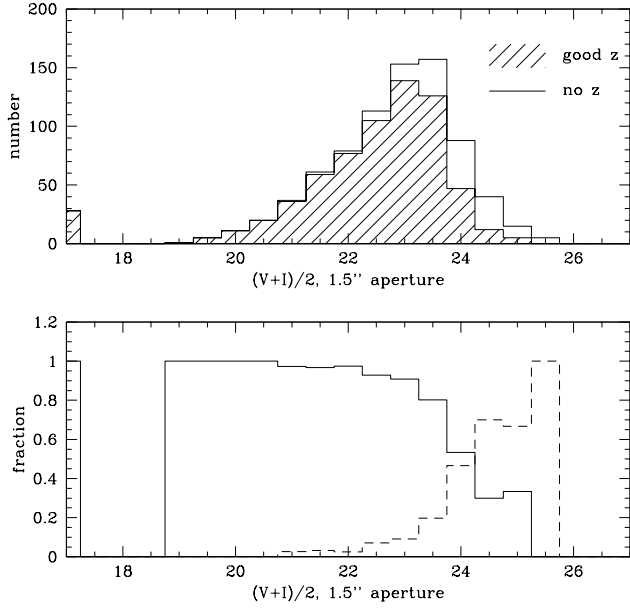 200
150
100
50
0
number
good z
no z
18 20 22 24 26
(V+I)/2, 1.5'' aperture
1.2
1
0.8
0.6
0.4
0.2
0
fraction
18 20 22 24 26
(V+I)/2, 1.5'' aperture